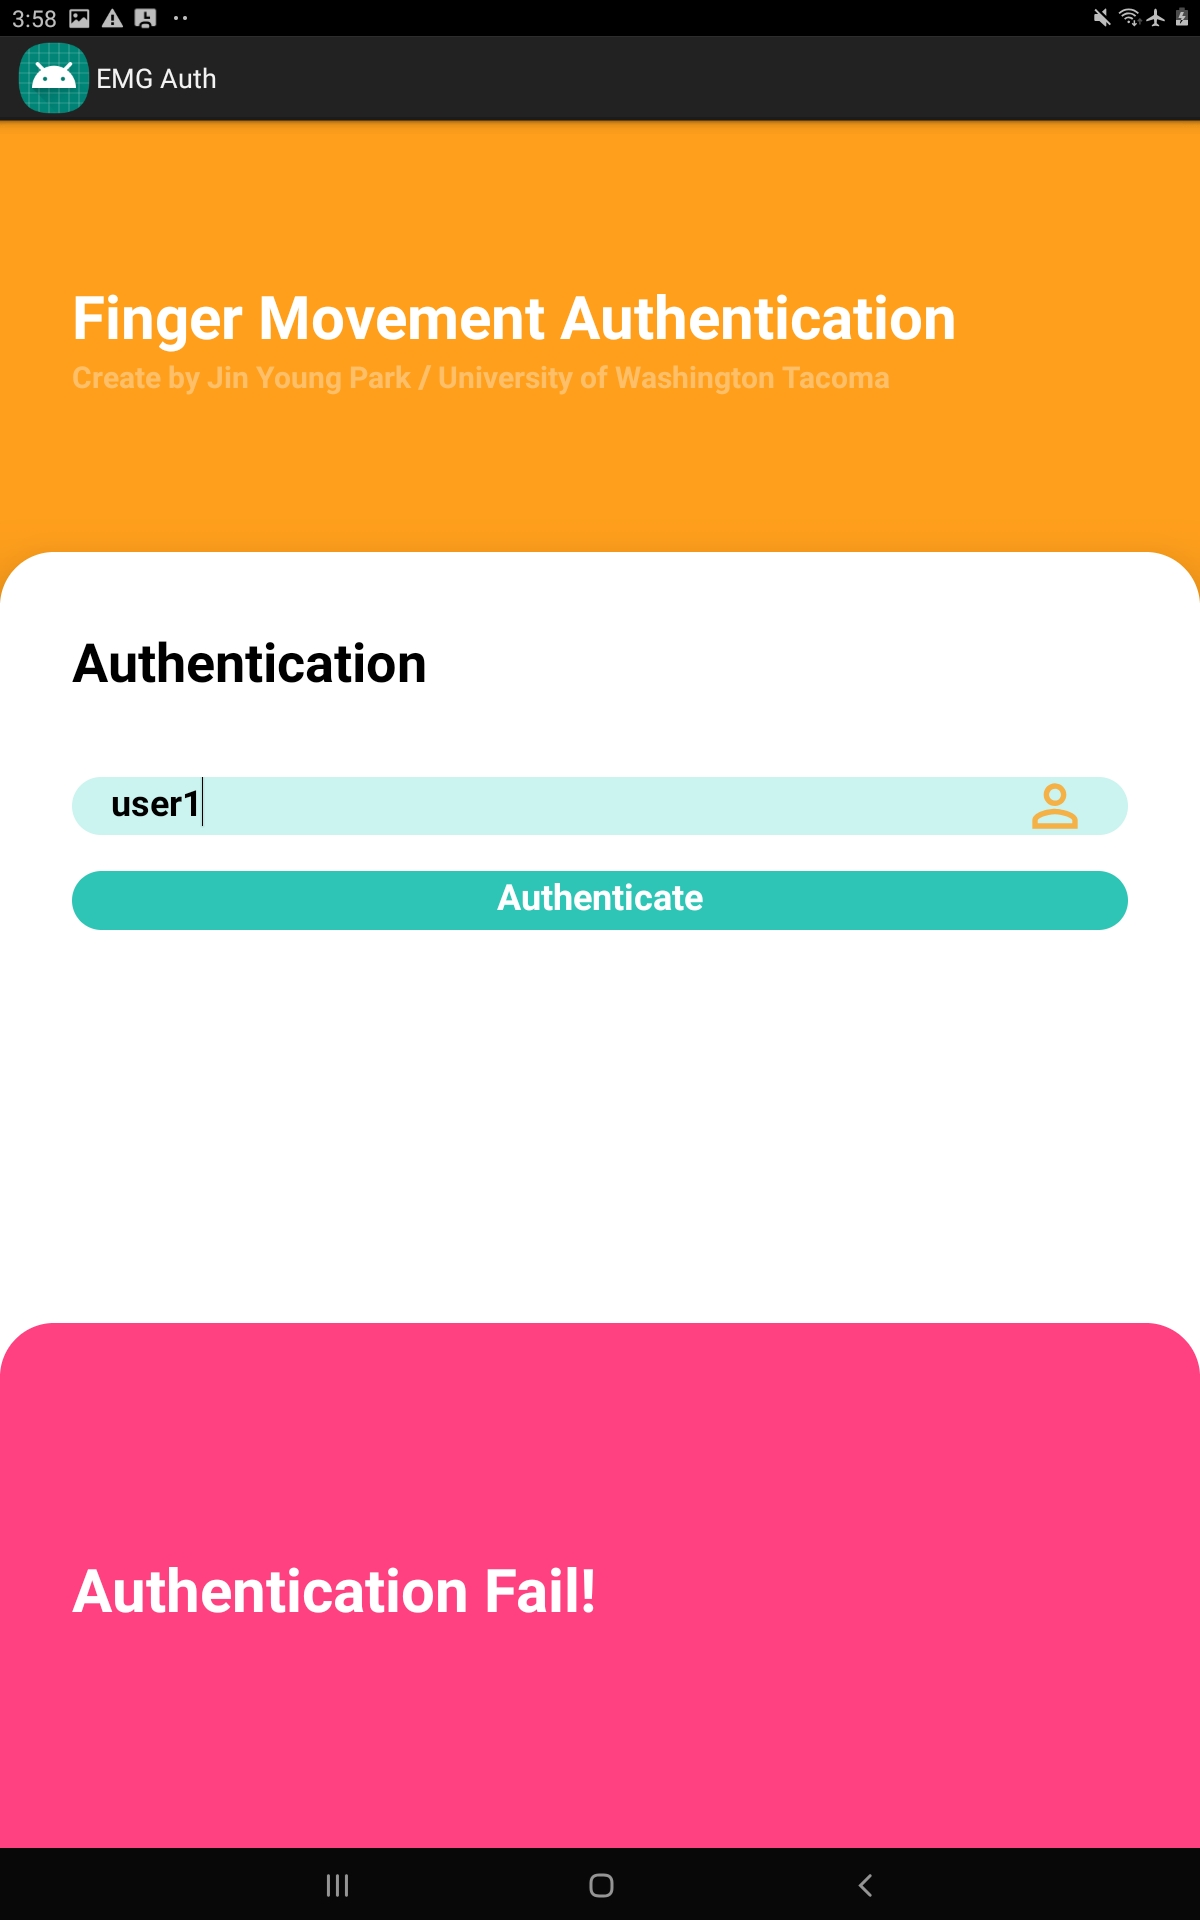 3:58
EMG Auth
Finger Movement Authentication
Create by Jin Young Park / University of Washington Tacoma
Authentication
user1
Authenticate
Authentication Fail!